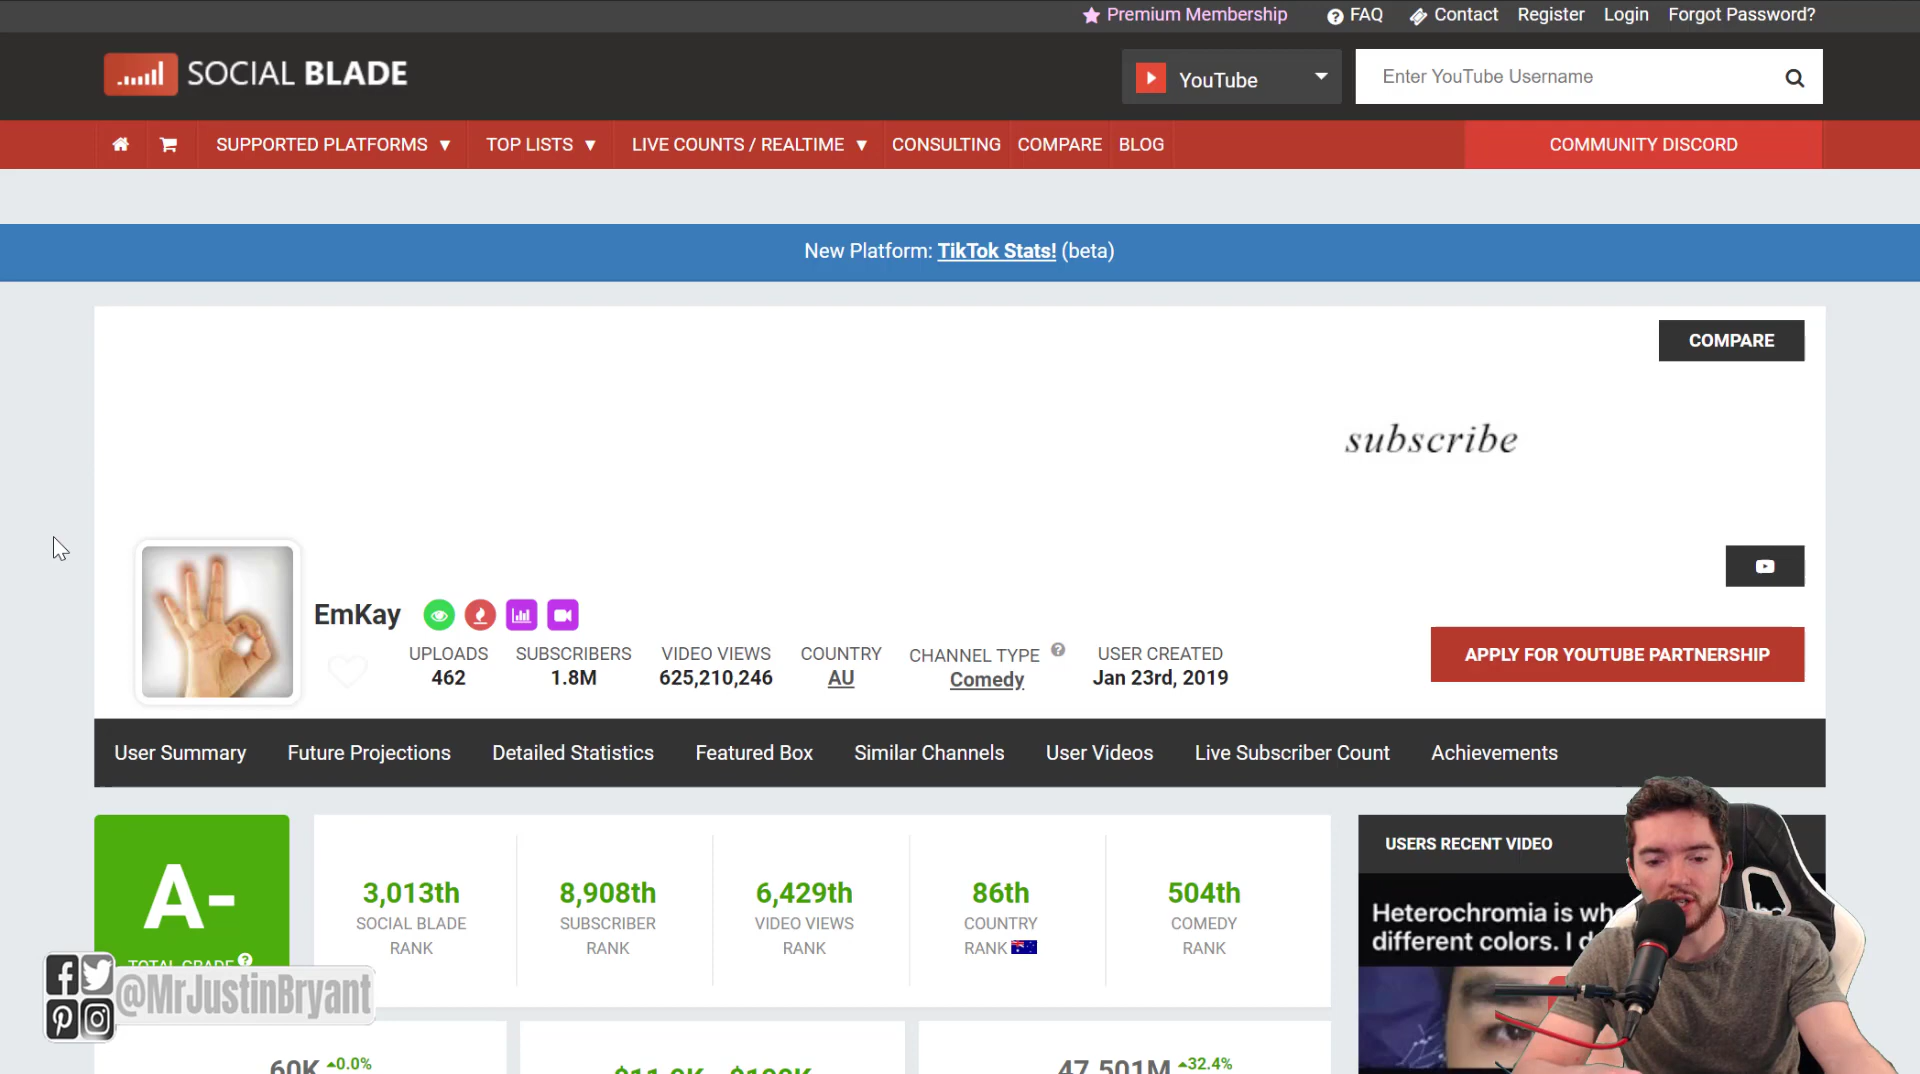 Premium Membership FAQ Contact Register Login Forgot Password?
SOCIAL BLADE YouTube Enter YouTube Username
SUPPORTED PLATFORMS ▼ TOP LISTS ▼ LIVE COUNTS / REALTIME ▼ CONSULTING COMPARE BLOG COMMUNITY DISCORD
New Platform: TikTok Stats! (beta)
COMPARE
subscribe
EmKay
UPLOADS SUBSCRIBERS VIDEO VIEWS COUNTRY CHANNEL TYPE USER CREATED
462 1.8M 625,210,246 AU Comedy Jan 23rd, 2019
APPLY FOR YOUTUBE PARTNERSHIP
User Summary Future Projections Detailed Statistics Featured Box Similar Channels User Videos Live Subscriber Count Achievements
A-
TOTAL GRADE
3,013th 8,908th 6,429th 86th 504th
SOCIAL BLADE SUBSCRIBER VIDEO VIEWS COUNTRY COMEDY
RANK RANK RANK RANK RANK
USERS RECENT VIDEO
Heterochromia is
different colors. I
@MrJustinBryant
60K 0.0%
47.501M 32.4%